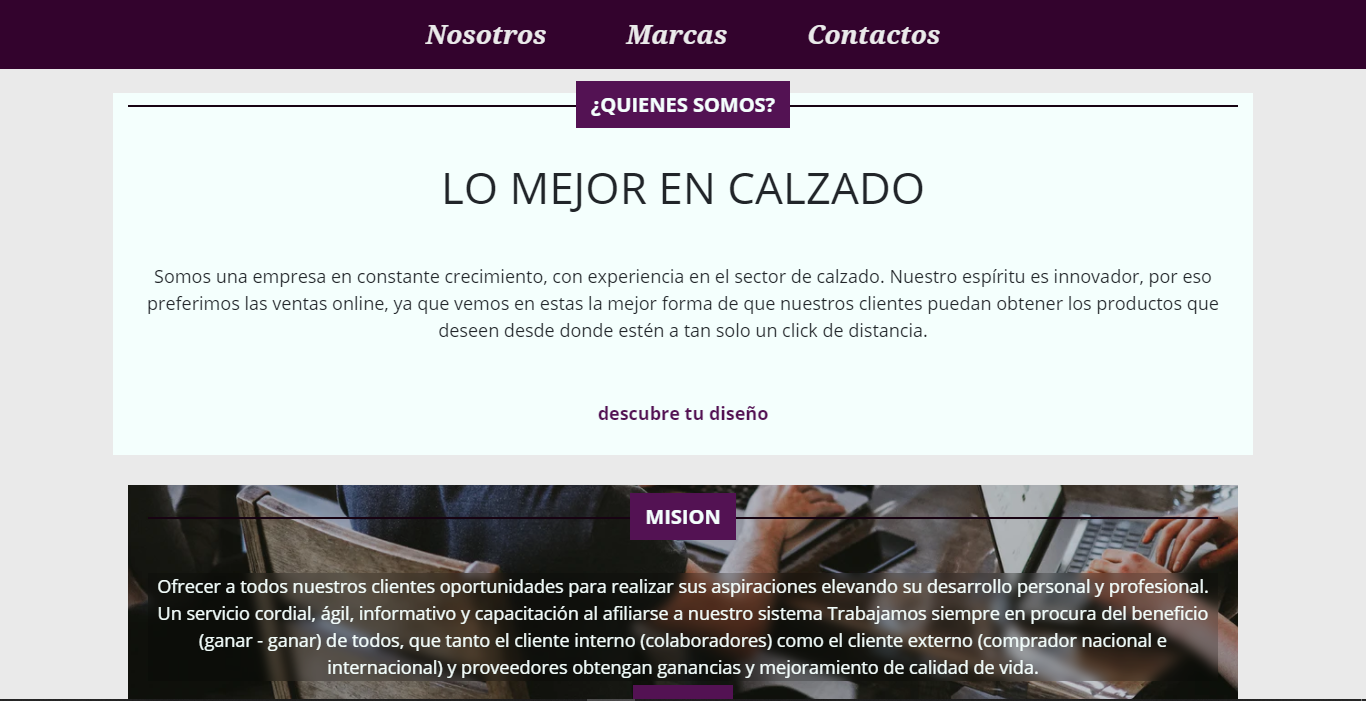 Nosotros Marcas Contactos
¿QUIENES SOMOS?
LO MEJOR EN CALZADO
Somos una empresa en constante crecimiento, con experiencia en el sector de calzado. Nuestro espíritu es innovador, por eso
preferimos las ventas online, ya que vemos en estas la mejor forma de que nuestros clientes puedan obtener los productos que
deseen desde donde estén a tan solo un click de distancia.
descubre tu diseño
MISION
Ofrecer a todos nuestros clientes oportunidades para realizar sus aspiraciones elevando su desarrollo personal y profesional.
Un servicio cordial, ágil, informativo y capacitación al afiliarse a nuestro sistema Trabajamos siempre en procura del beneficio
(ganar - ganar) de todos, que tanto el cliente interno (colaboradores) como el cliente externo (comprador nacional e
internacional) y proveedores obtengan ganancias y mejoramiento de calidad de vida.